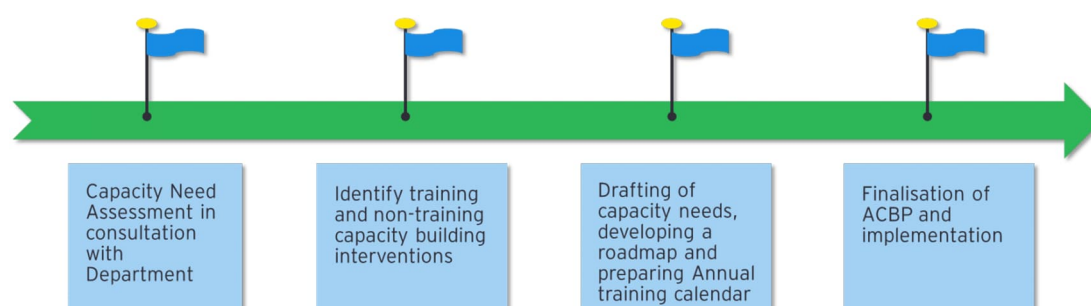 Capacity Need
Assessment in
consultation
with
Department
Identify training
and non-training
capacity building
interventions
Drafting of
capacity needs,
developing a
roadmap and
preparing Annual
training calendar
Finalisation of
ACBP and
implementation